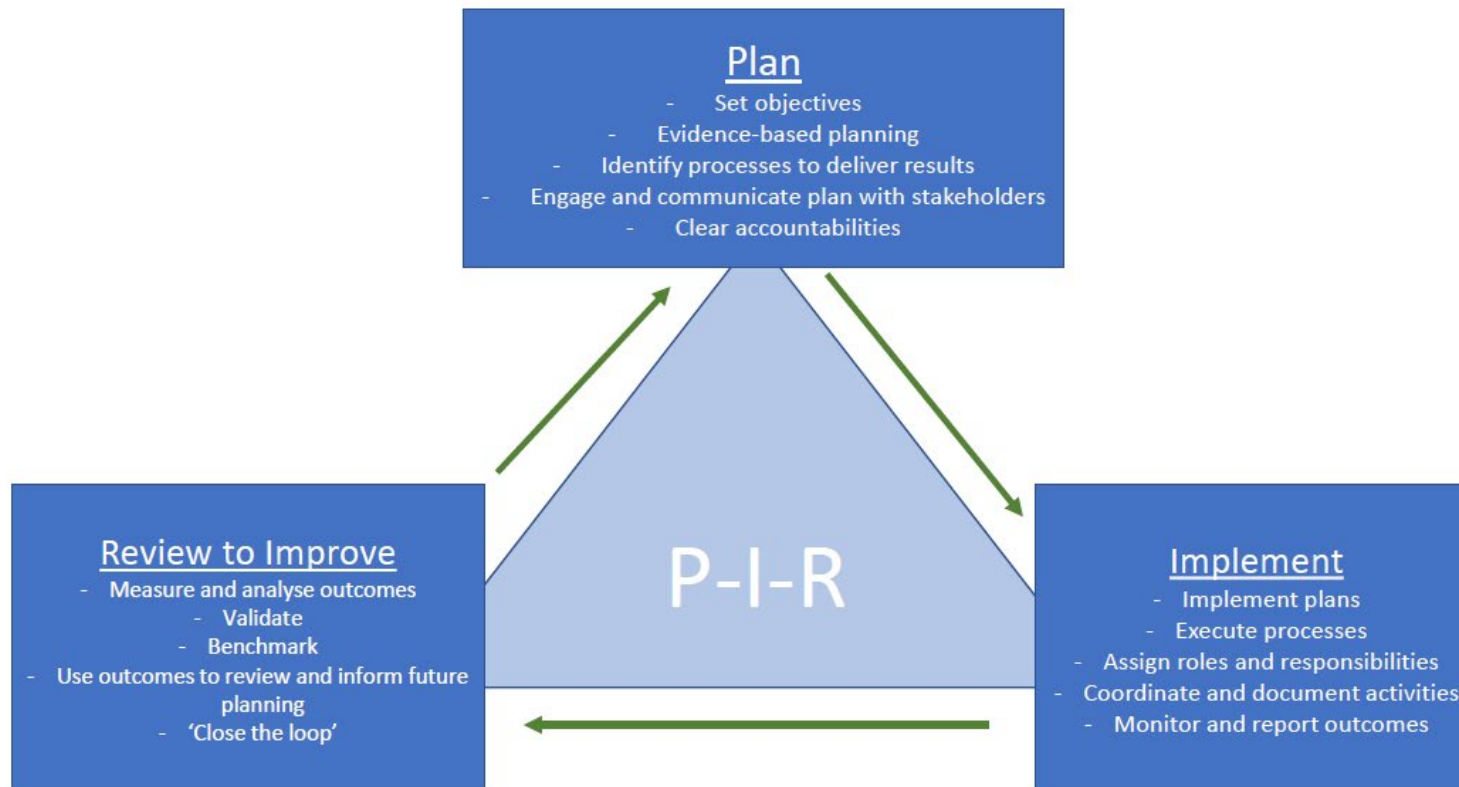 Plan
- Set objectives
- Evidence-based planning
- Identify processes to deliver results
- Engage and communicate plan with stakeholders
- Clear accountabilities
P-I-R
Review to Improve
- Measure and analyse outcomes
- Validate
- Benchmark
- Use outcomes to review and inform future
planning
- ‘Close the loop’
Implement
- Implement plans
- Execute processes
- Assign roles and responsibilities
- Coordinate and document activities
- Monitor and report outcomes